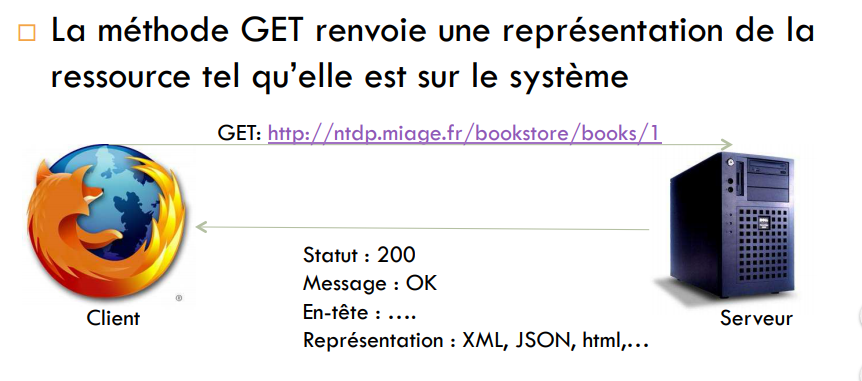 La méthode GET renvoie une représentation de la
ressource tel qu’elle est sur le système
GET: http://ntdp.miage.fr/bookstore/books/1
Statut : 200
Message : OK
En-tête : ….
Représentation : XML, JSON, html,…
Client
Serveur